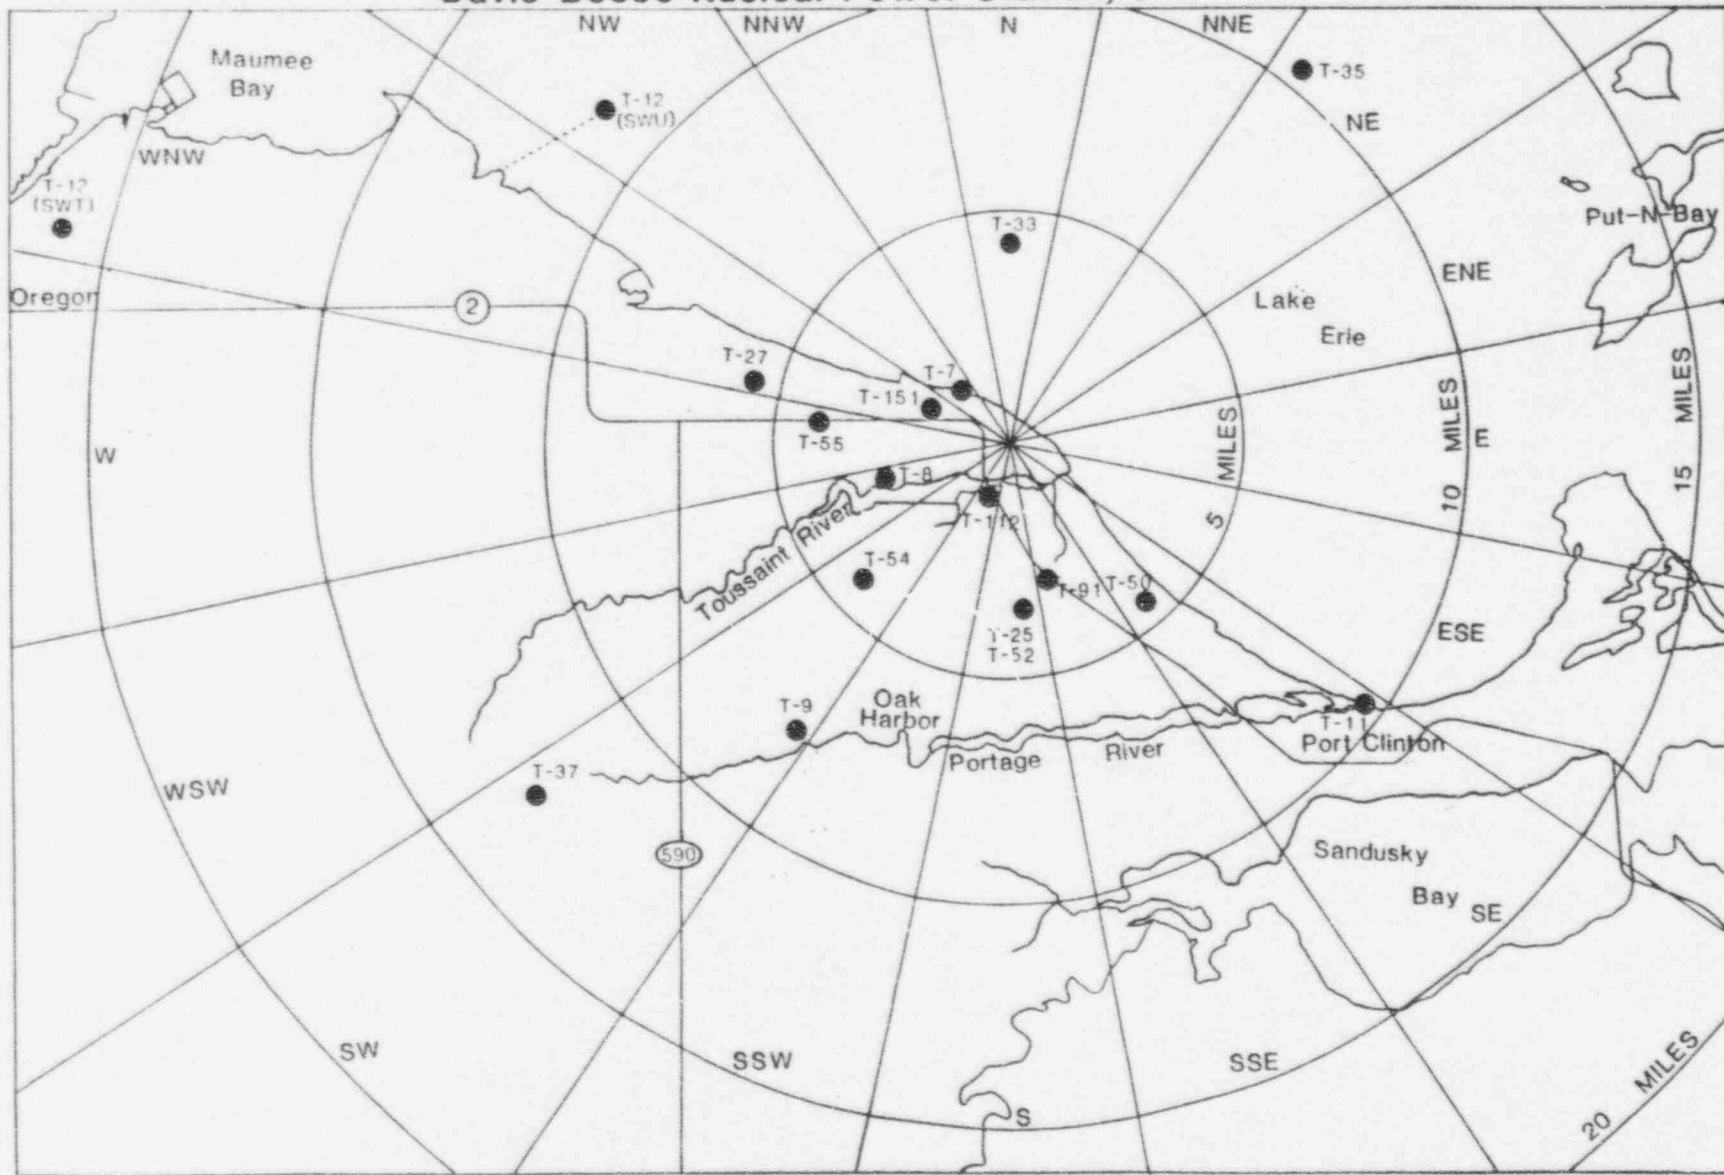 NW
NNW
N
NNE
Maumee
Bay
T-12
(SWU)
T-35
NE
WNW
T-12
(SWT)
T-33
Put-N-Bay
ENE
Oregon
2
Lake
Erie
T-27
T-7
T-151
T-55
MILES
MILES
MILES
W
E
T-8
10
15
T-112
5
Toussaint River
T-54
T-91
T-50
T-25
T-52
ESE
Oak
Harbor
T-9
T-11
Port Clinton
Portage
River
T-37
WSW
590
Sandusky
Bay
SE
SW
SSW
SSE
S
20 MILES